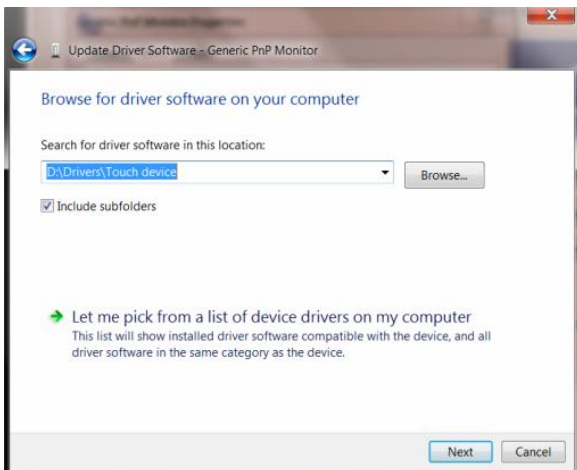 Update Driver Software - Generic PnP Monitor
Browse for driver software on your computer
Search for driver software in this location:
D:\Drivers\Touch device
Browse...
Include subfolders
Let me pick from a list of device drivers on my computer
This list will show installed driver software compatible with the device, and all
driver software in the same category as the device.
Next
Cancel